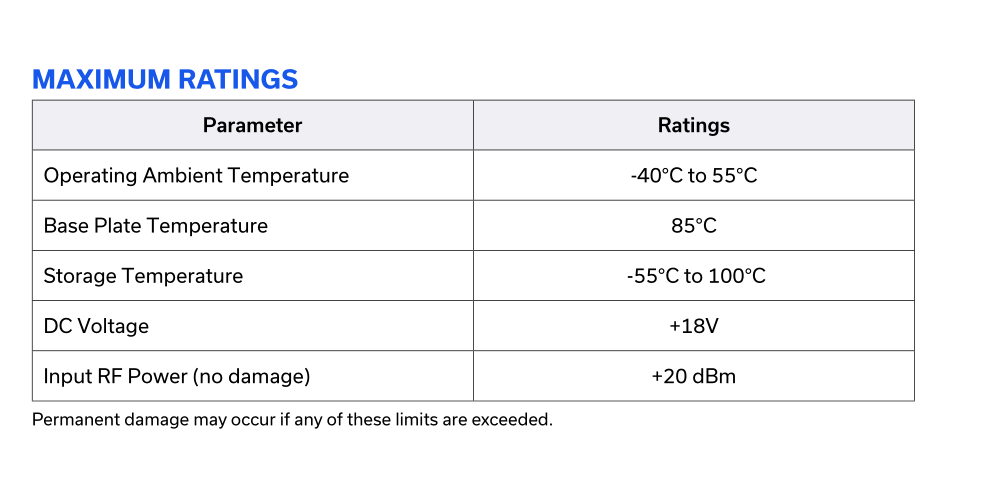 MAXIMUM RATINGS
Parameter Ratings
Operating Ambient Temperature -40°C to 55°C
Base Plate Temperature 85°C
Storage Temperature -55°C to 100°C
DC Voltage +18V
Input RF Power (no damage) +20 dBm
Permanent damage may occur if any of these limits are exceeded.